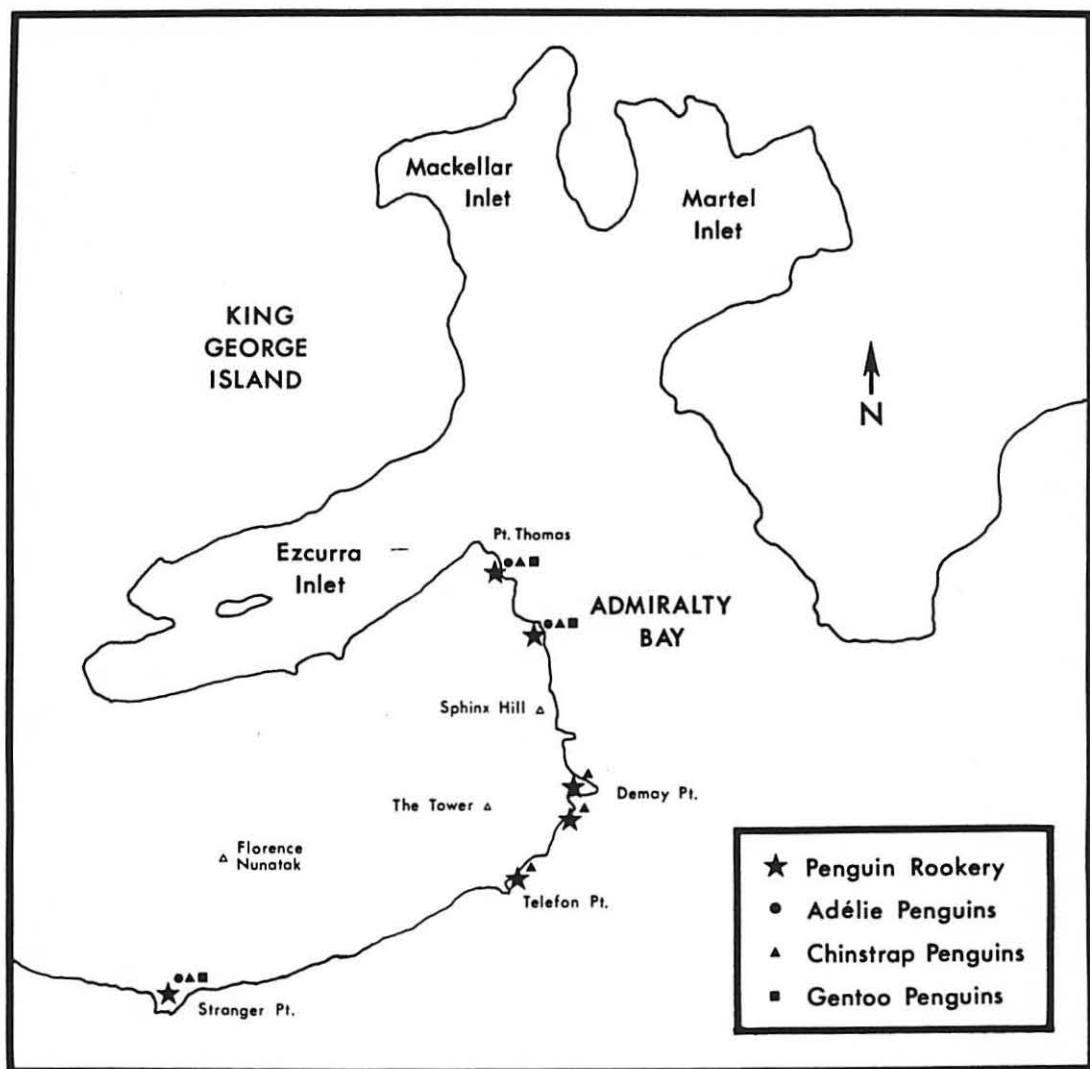 Mackellar
Inlet
Martel
Inlet
KING
GEORGE
ISLAND
N
Pt. Thomas
Ezcurra
Inlet
ADMIRALTY
BAY
Sphinx Hill
Demay Pt.
The Tower
Florence
Nunatak
Telefon Pt.
Stranger Pt.
Penguin Rookery
Adélie Penguins
Chinstrap Penguins
Gentoo Penguins